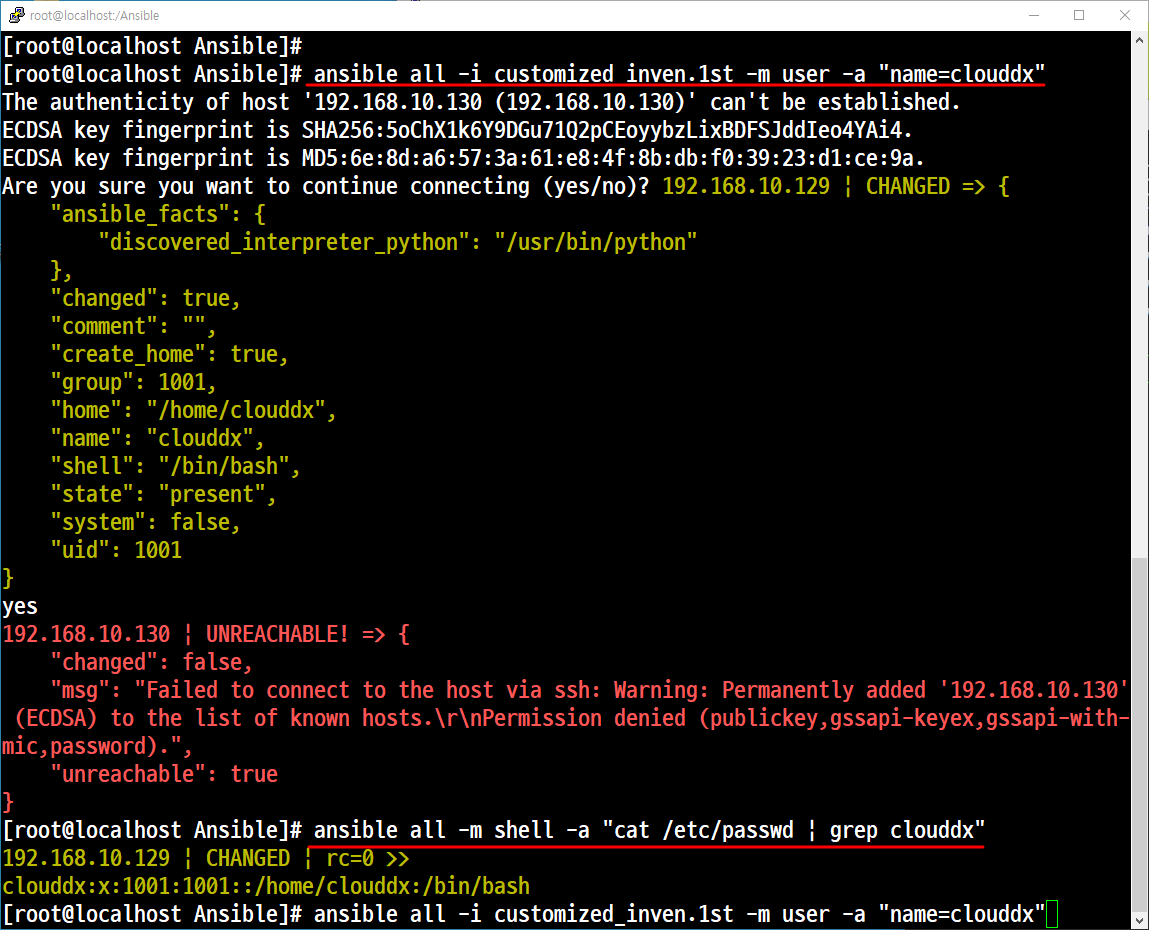 root@localhost:/Ansible
[root@localhost Ansible]#
[root@localhost Ansible]# ansible all -i customized_inven.1st -m user -a "name=clouddx"
The authenticity of host '192.168.10.130 (192.168.10.130)' can't be established.
ECDSA key fingerprint is SHA256:5oChX1k6Y9DGu71Q2pCEoyybzLixBDFSJddIeo4YAi4.
ECDSA key fingerprint is MD5:6e:8d:a6:57:3a:61:e8:4f:8b:db:f0:39:23:d1:ce:9a.
Are you sure you want to continue connecting (yes/no)? 192.168.10.129 | CHANGED => {
    "ansible_facts": {
        "discovered_interpreter_python": "/usr/bin/python"
    },
    "changed": true,
    "comment": "",
    "create_home": true,
    "group": 1001,
    "home": "/home/clouddx",
    "name": "clouddx",
    "shell": "/bin/bash",
    "state": "present",
    "system": false,
    "uid": 1001
}
yes
192.168.10.130 | UNREACHABLE! => {
    "changed": false,
    "msg": "Failed to connect to the host via ssh: Warning: Permanently added '192.168.10.130'
 (ECDSA) to the list of known hosts.\r\nPermission denied (publickey,gssapi-keyex,gssapi-with-
mic,password).",
    "unreachable": true
}
[root@localhost Ansible]# ansible all -m shell -a "cat /etc/passwd | grep clouddx"
192.168.10.129 | CHANGED | rc=0 >>
clouddx:x:1001:1001::/home/clouddx:/bin/bash
[root@localhost Ansible]# ansible all -i customized_inven.1st -m user -a "name=clouddx"